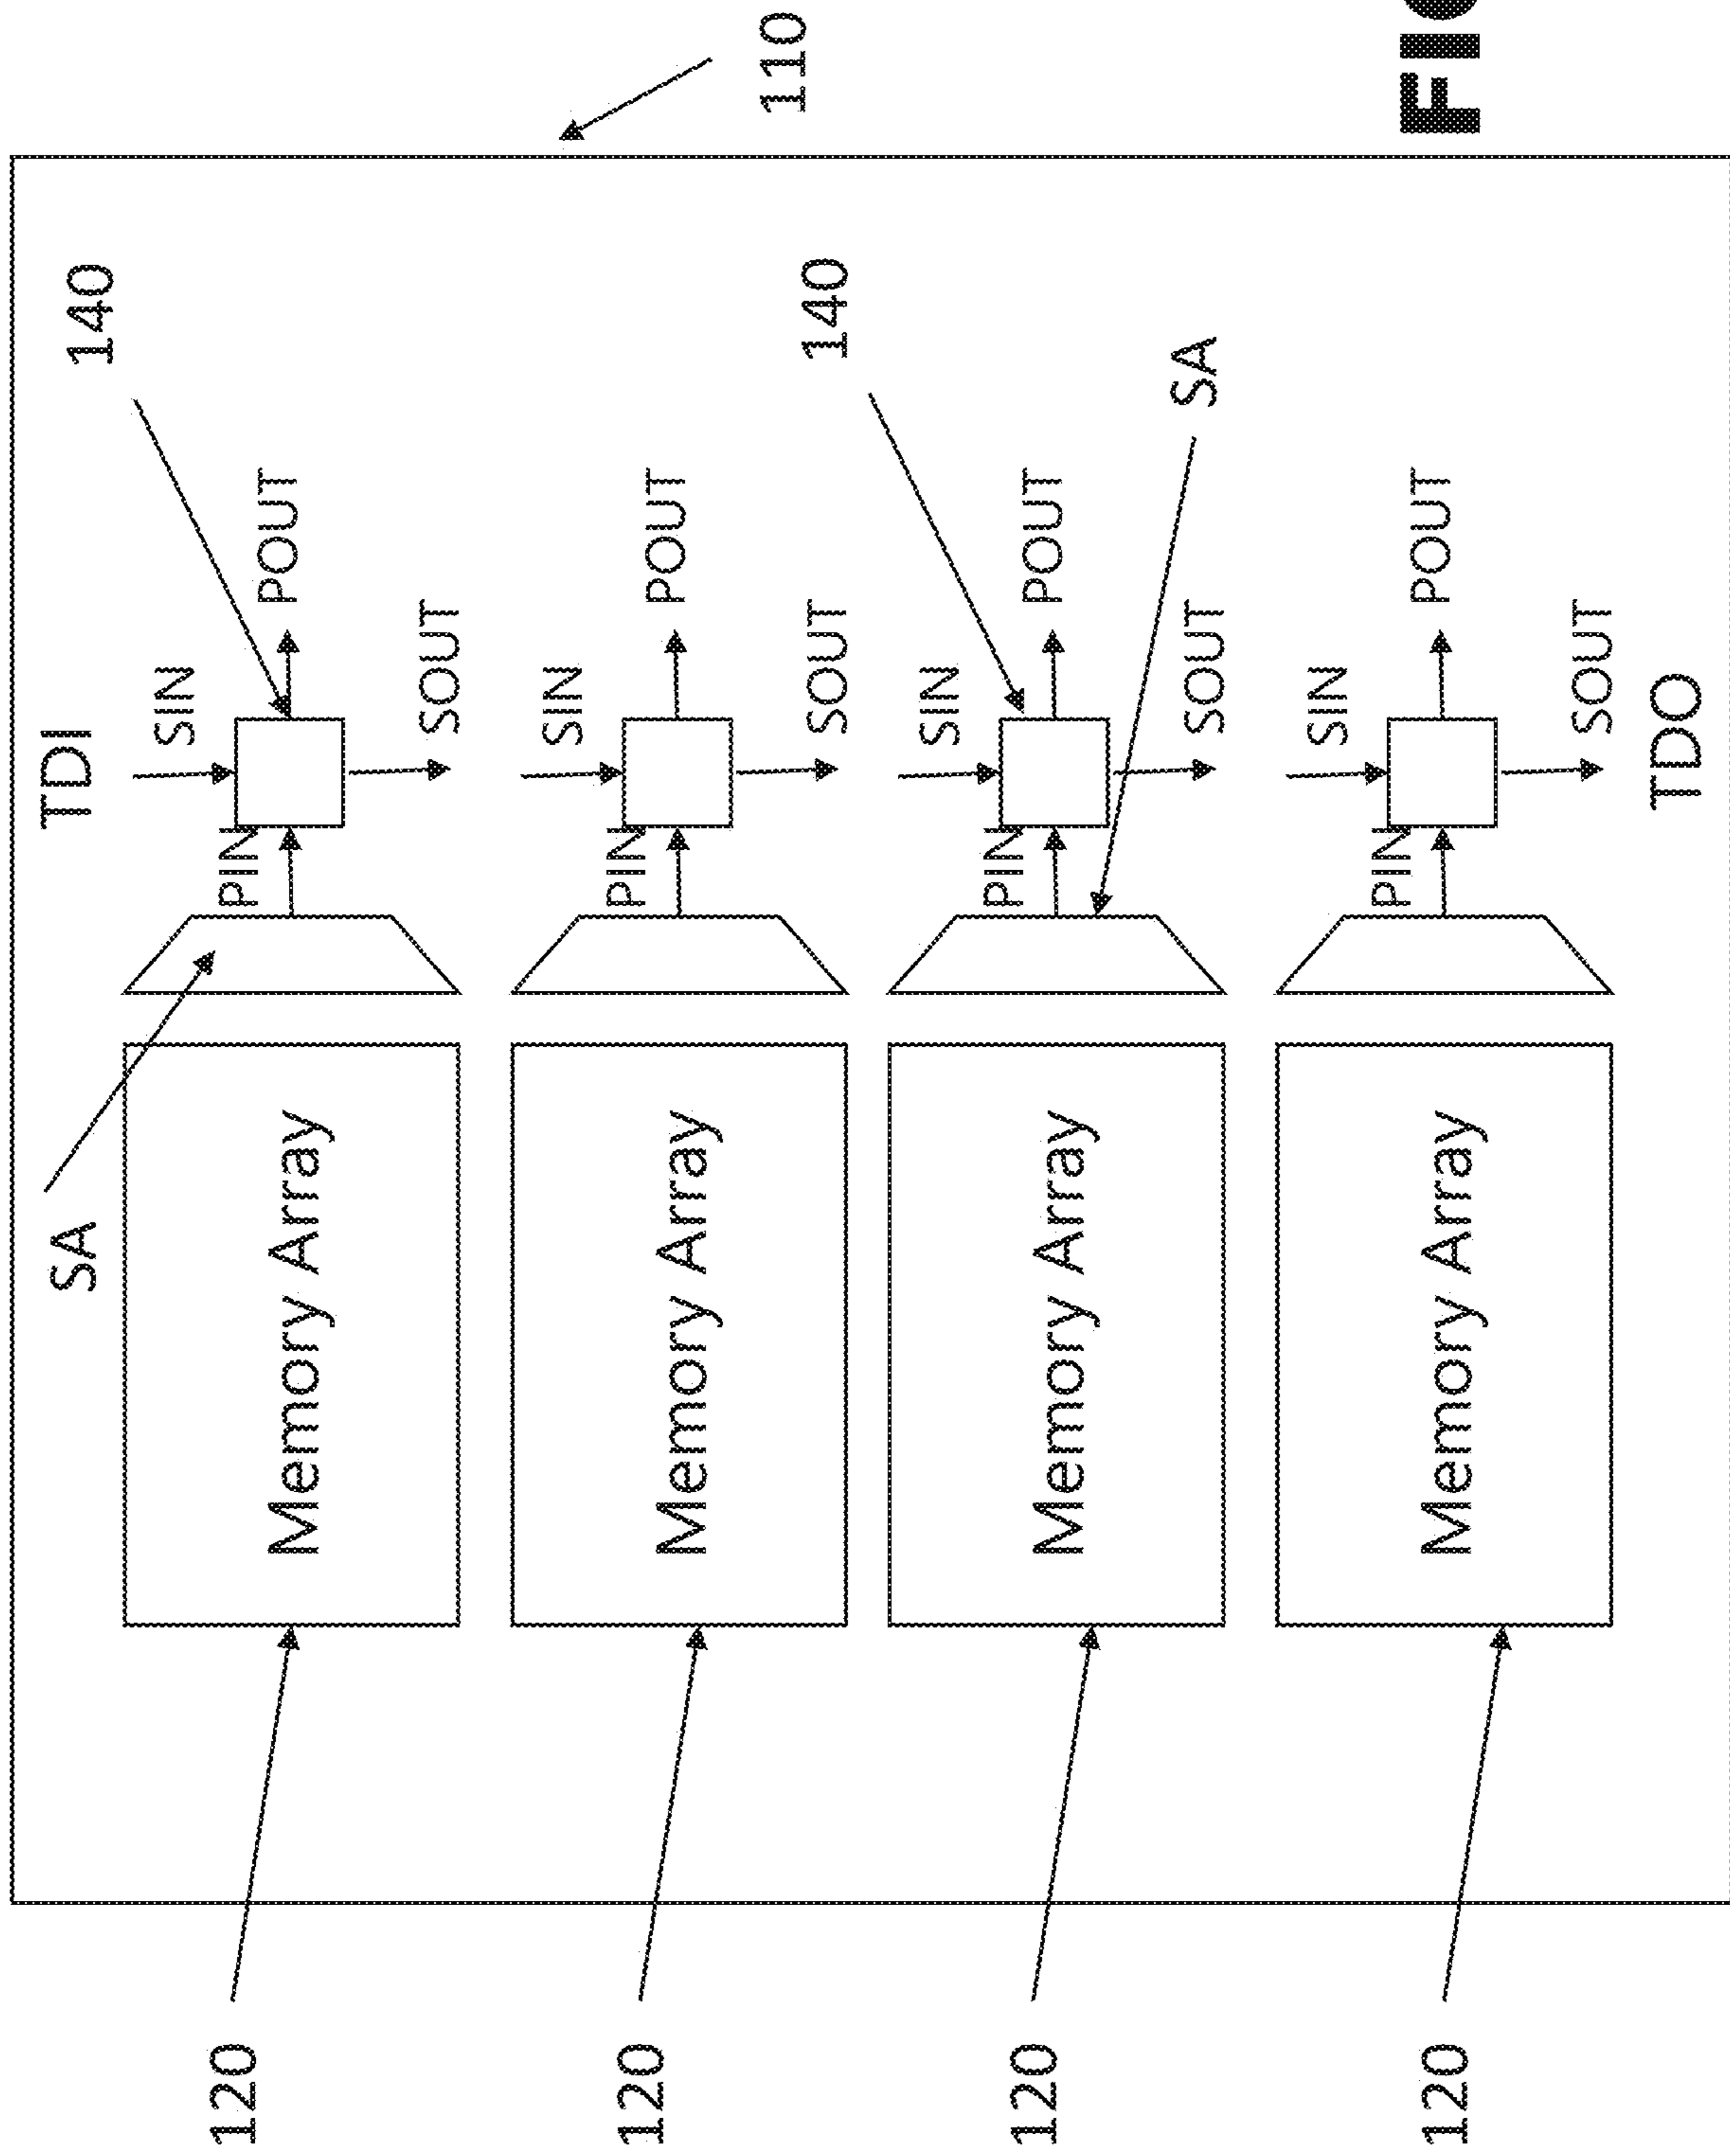 SA
TDI
140
SIN
120
PIN
Memory Array
POUT
SOUT
SIN
120
PIN
Memory Array
POUT
110
SOUT
140
SIN
120
PIN
Memory Array
POUT
SOUT
SA
SIN
120
PIN
Memory Array
POUT
SOUT
TDO